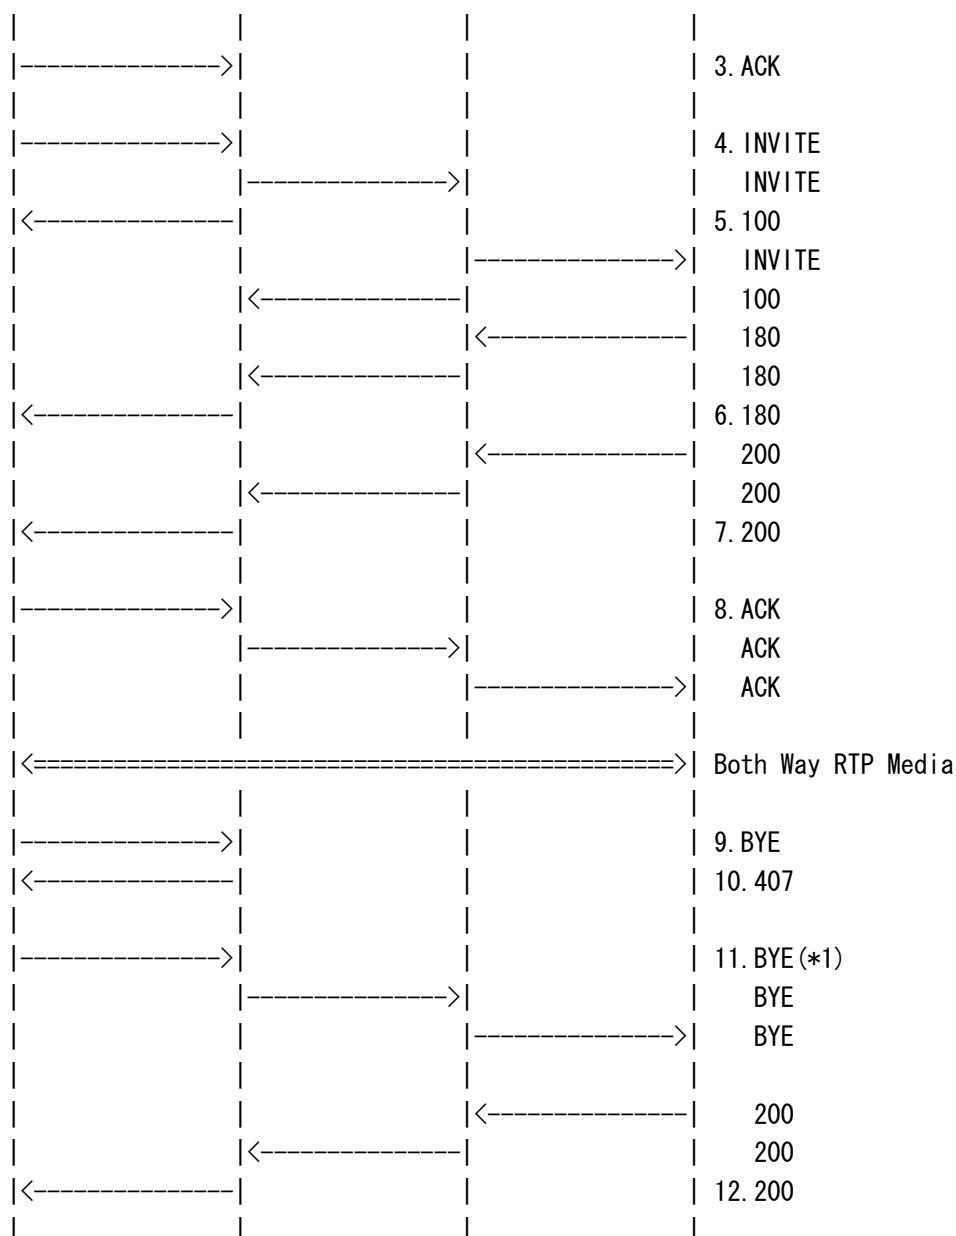 3.ACK
4.INVITE
INVITE
5.100
INVITE
100
180
180
6.180
200
200
7.200
8.ACK
ACK
ACK
Both Way RTP Media
9.BYE
10.407
11.BYE(*1)
BYE
BYE
200
200
12.200